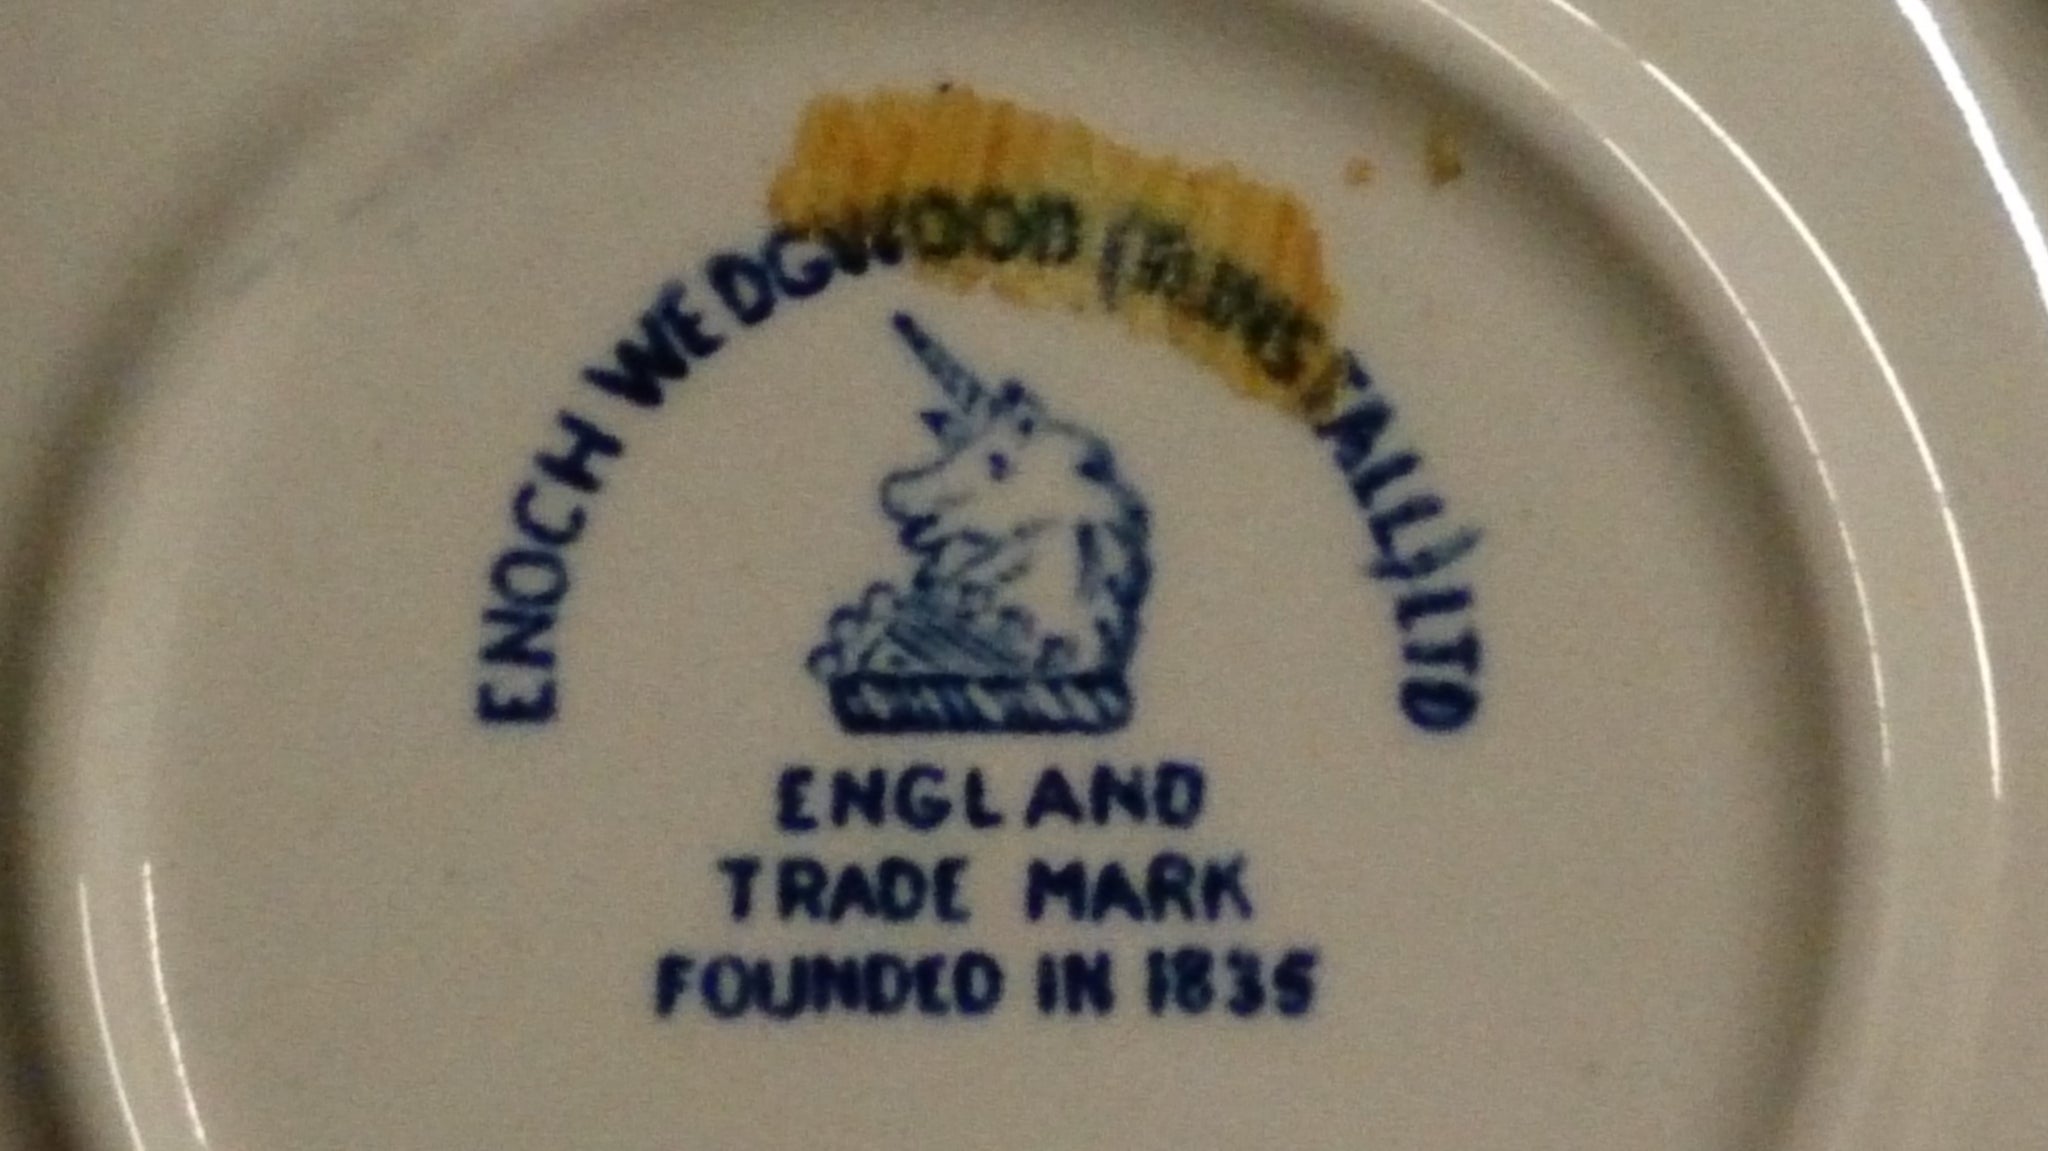 ENOCH WEDGWOOD (TUNSTALL) LTD
ENGLAND
TRADE MARK
FOUNDED IN 1835